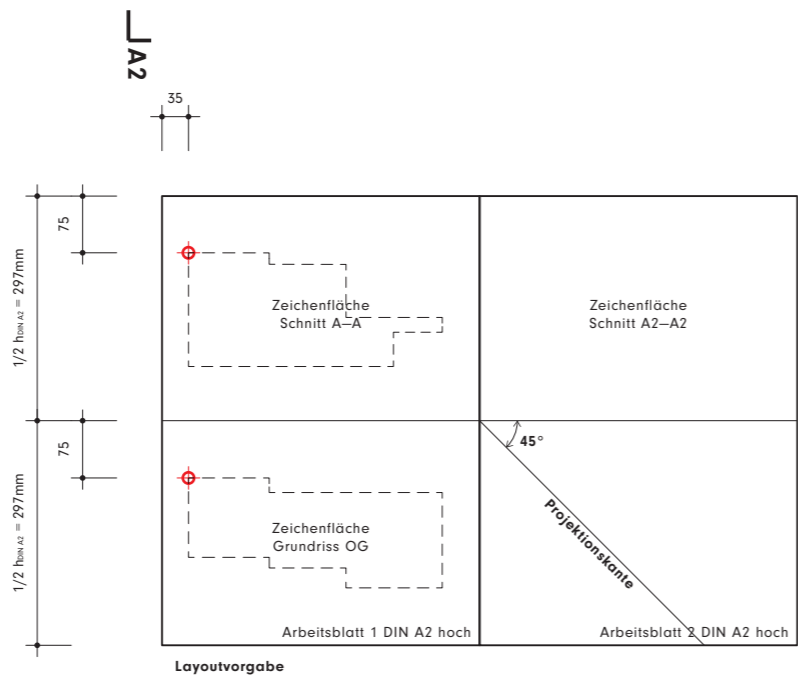 A2
35
75
1/2 hDIN A2 = 297mm
Zeichenfläche
Schnitt A–A
Zeichenfläche
Schnitt A2–A2
75
45°
1/2 hDIN A2 = 297mm
Zeichenfläche
Grundriss OG
Projektionskante
Arbeitsblatt 1 DIN A2 hoch
Arbeitsblatt 2 DIN A2 hoch
Layoutvorgabe